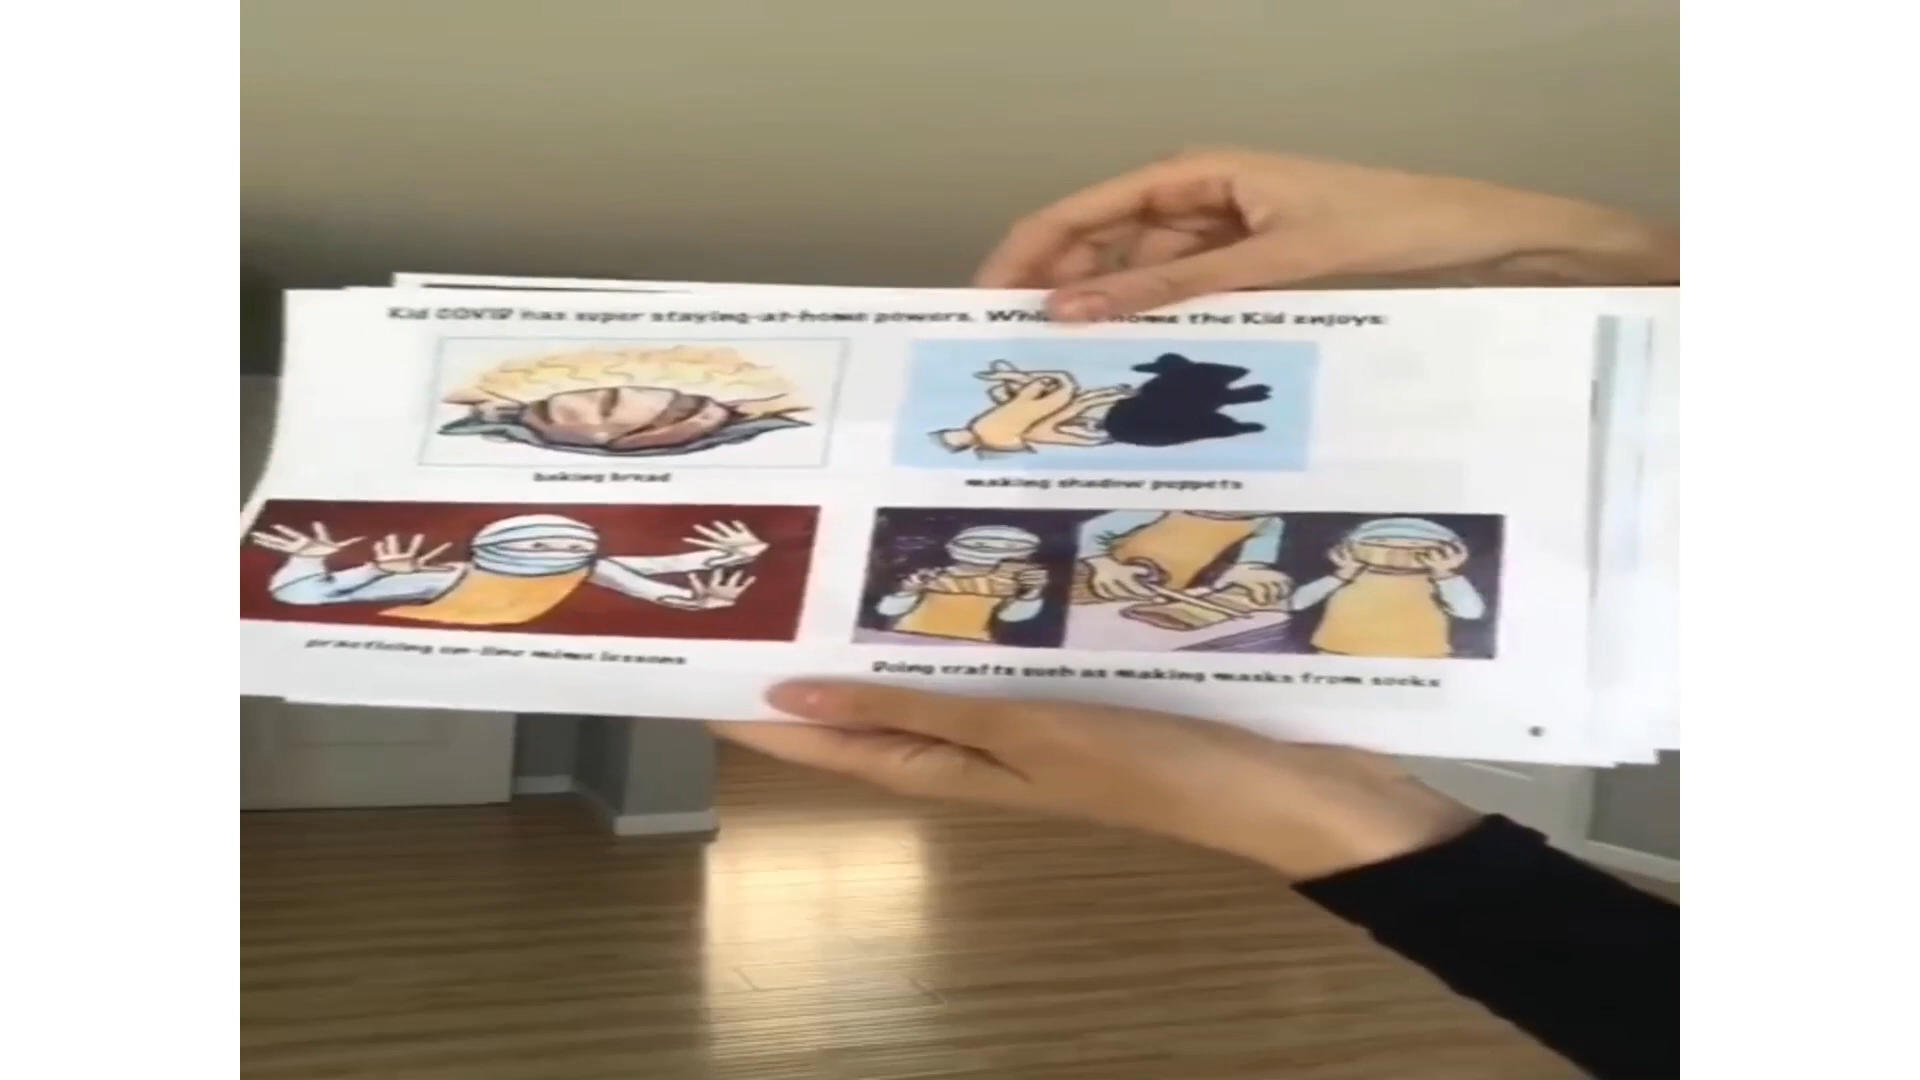 Kid COVID has super staying-at-home powers. home the Kid enjoys:
baking bread
making shadow puppets
practicing on-line mime lessons
Doing crafts such as making masks from socks